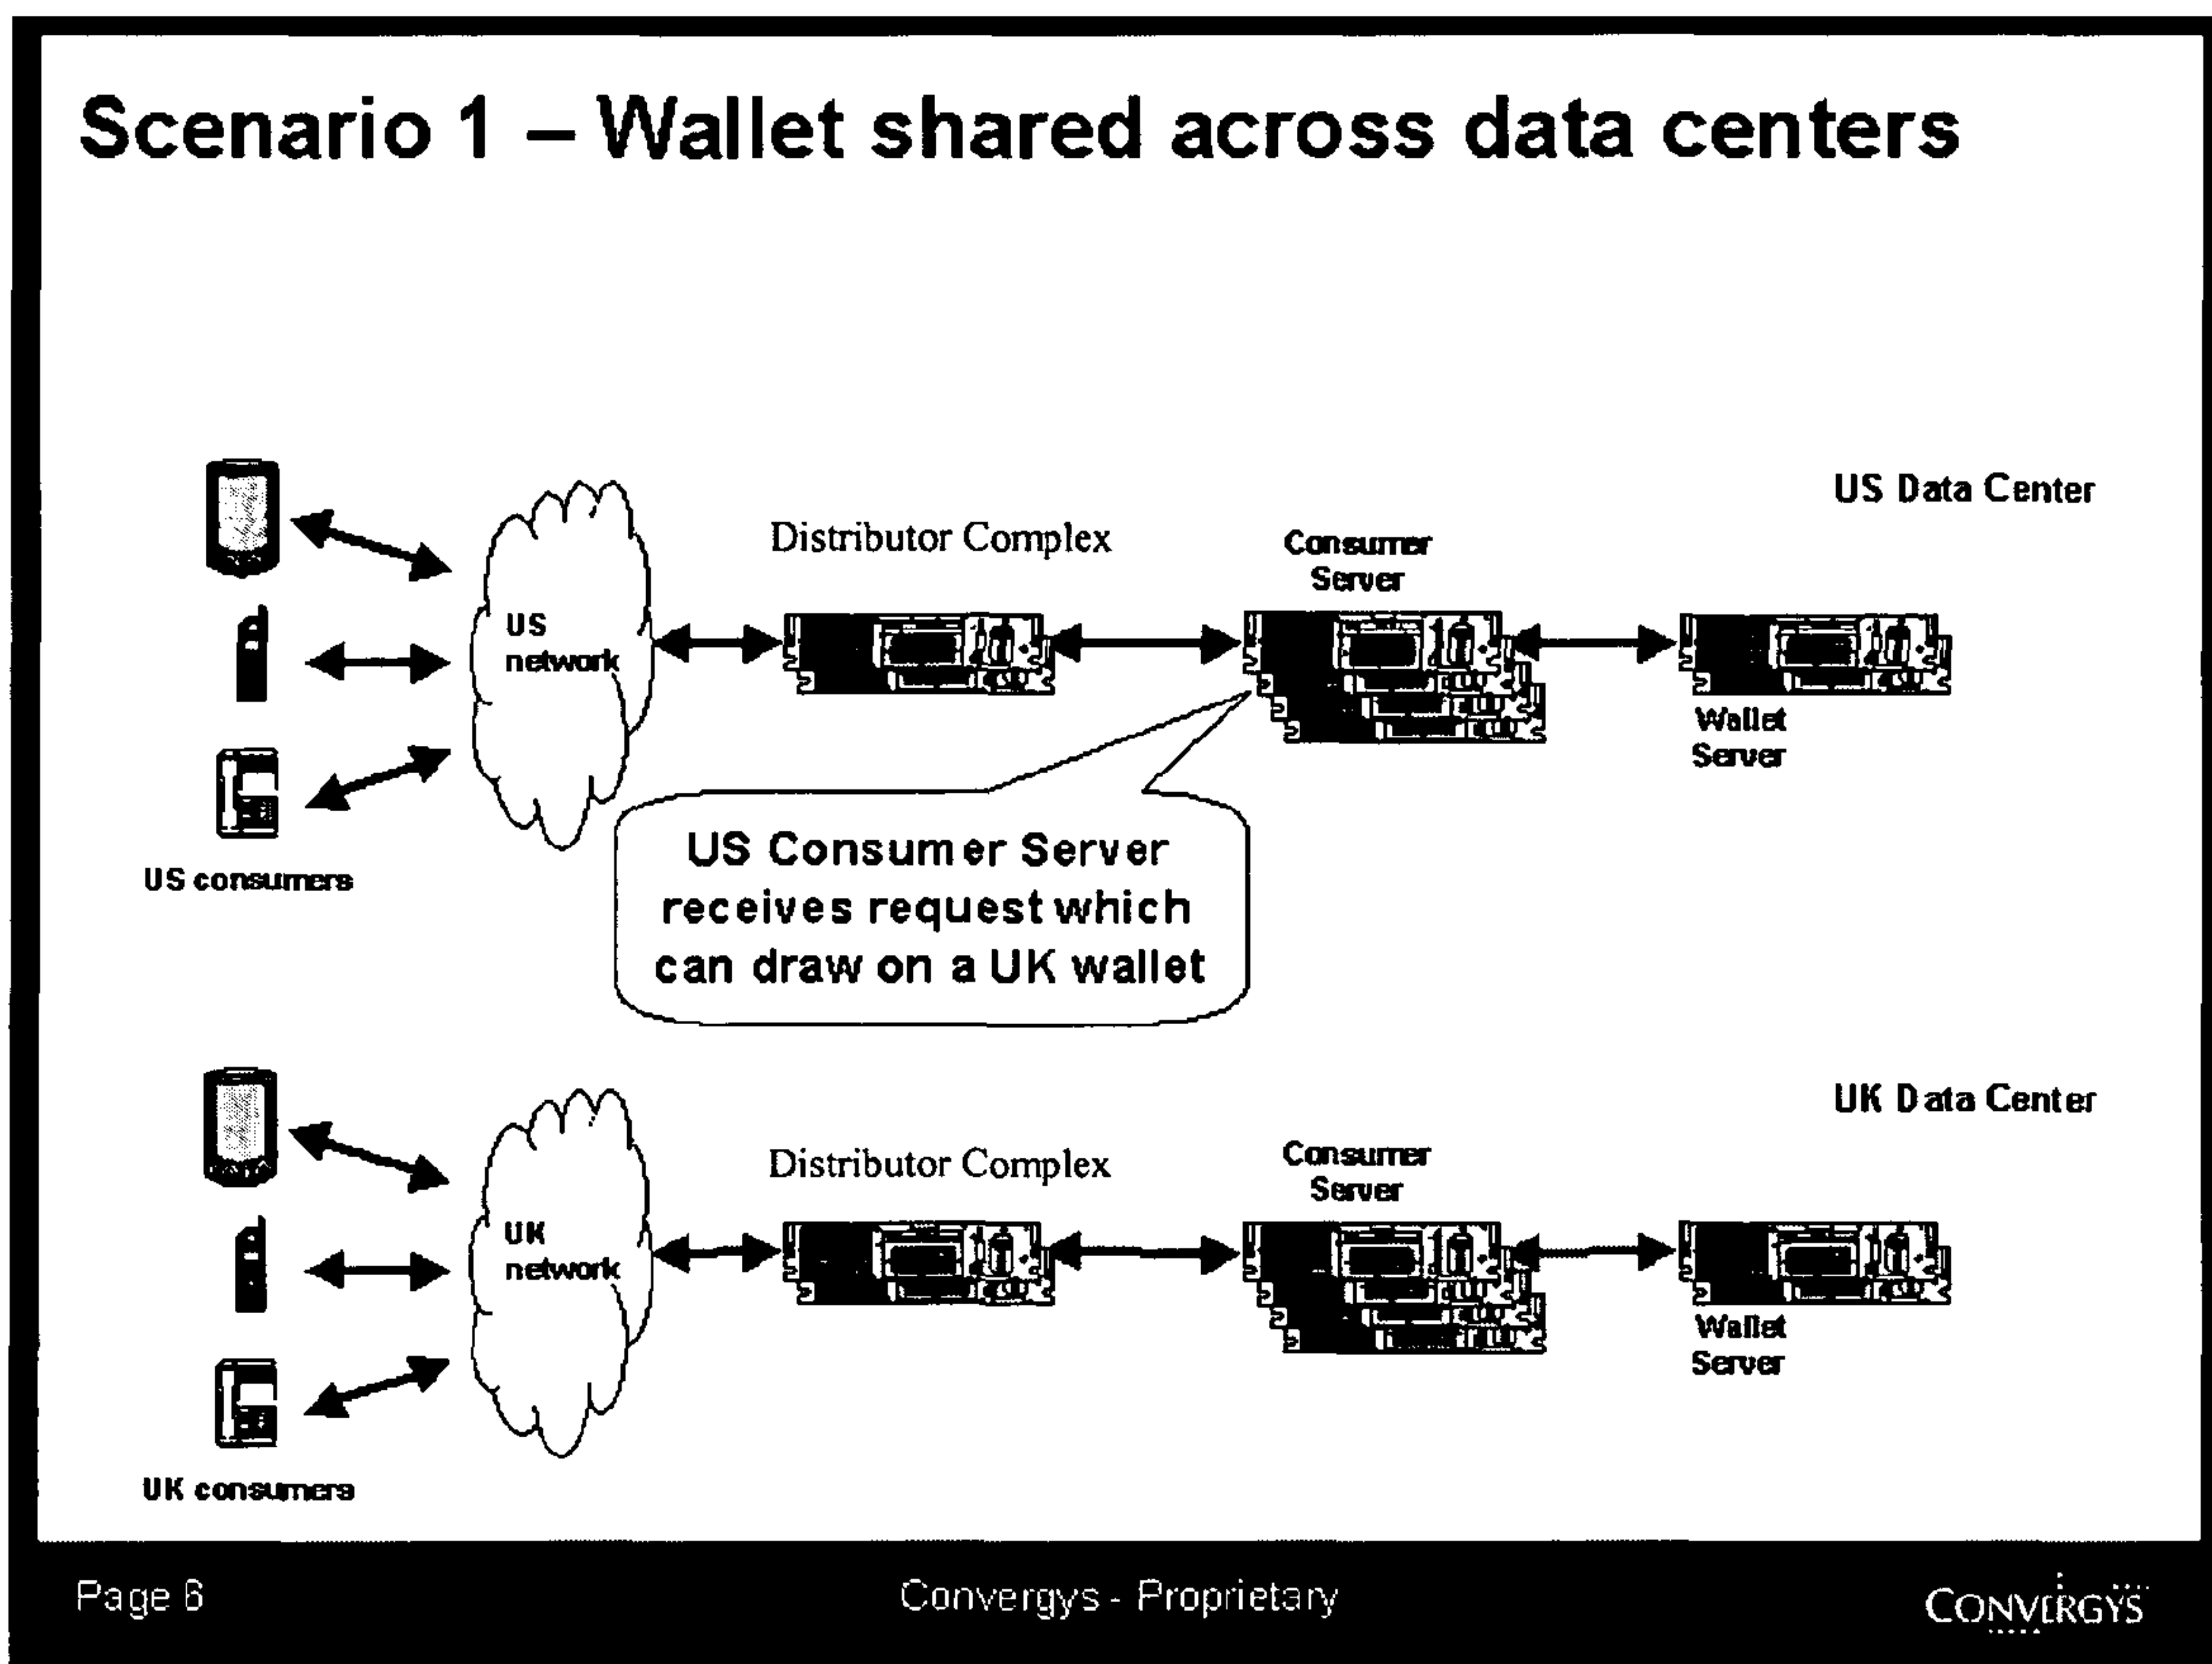 Scenario 1 – Wallet shared across data centers
US Data Center
Distributor Complex
Consumer
Server
US
network
Wallet
Server
US Consumer Server
receives request which
can draw on a UK wallet
US consumers
UK Data Center
Distributor Complex
Consumer
Server
UK
network
Wallet
Server
UK consumers
Page 6
Convergys - Proprietary
CONVERGYS